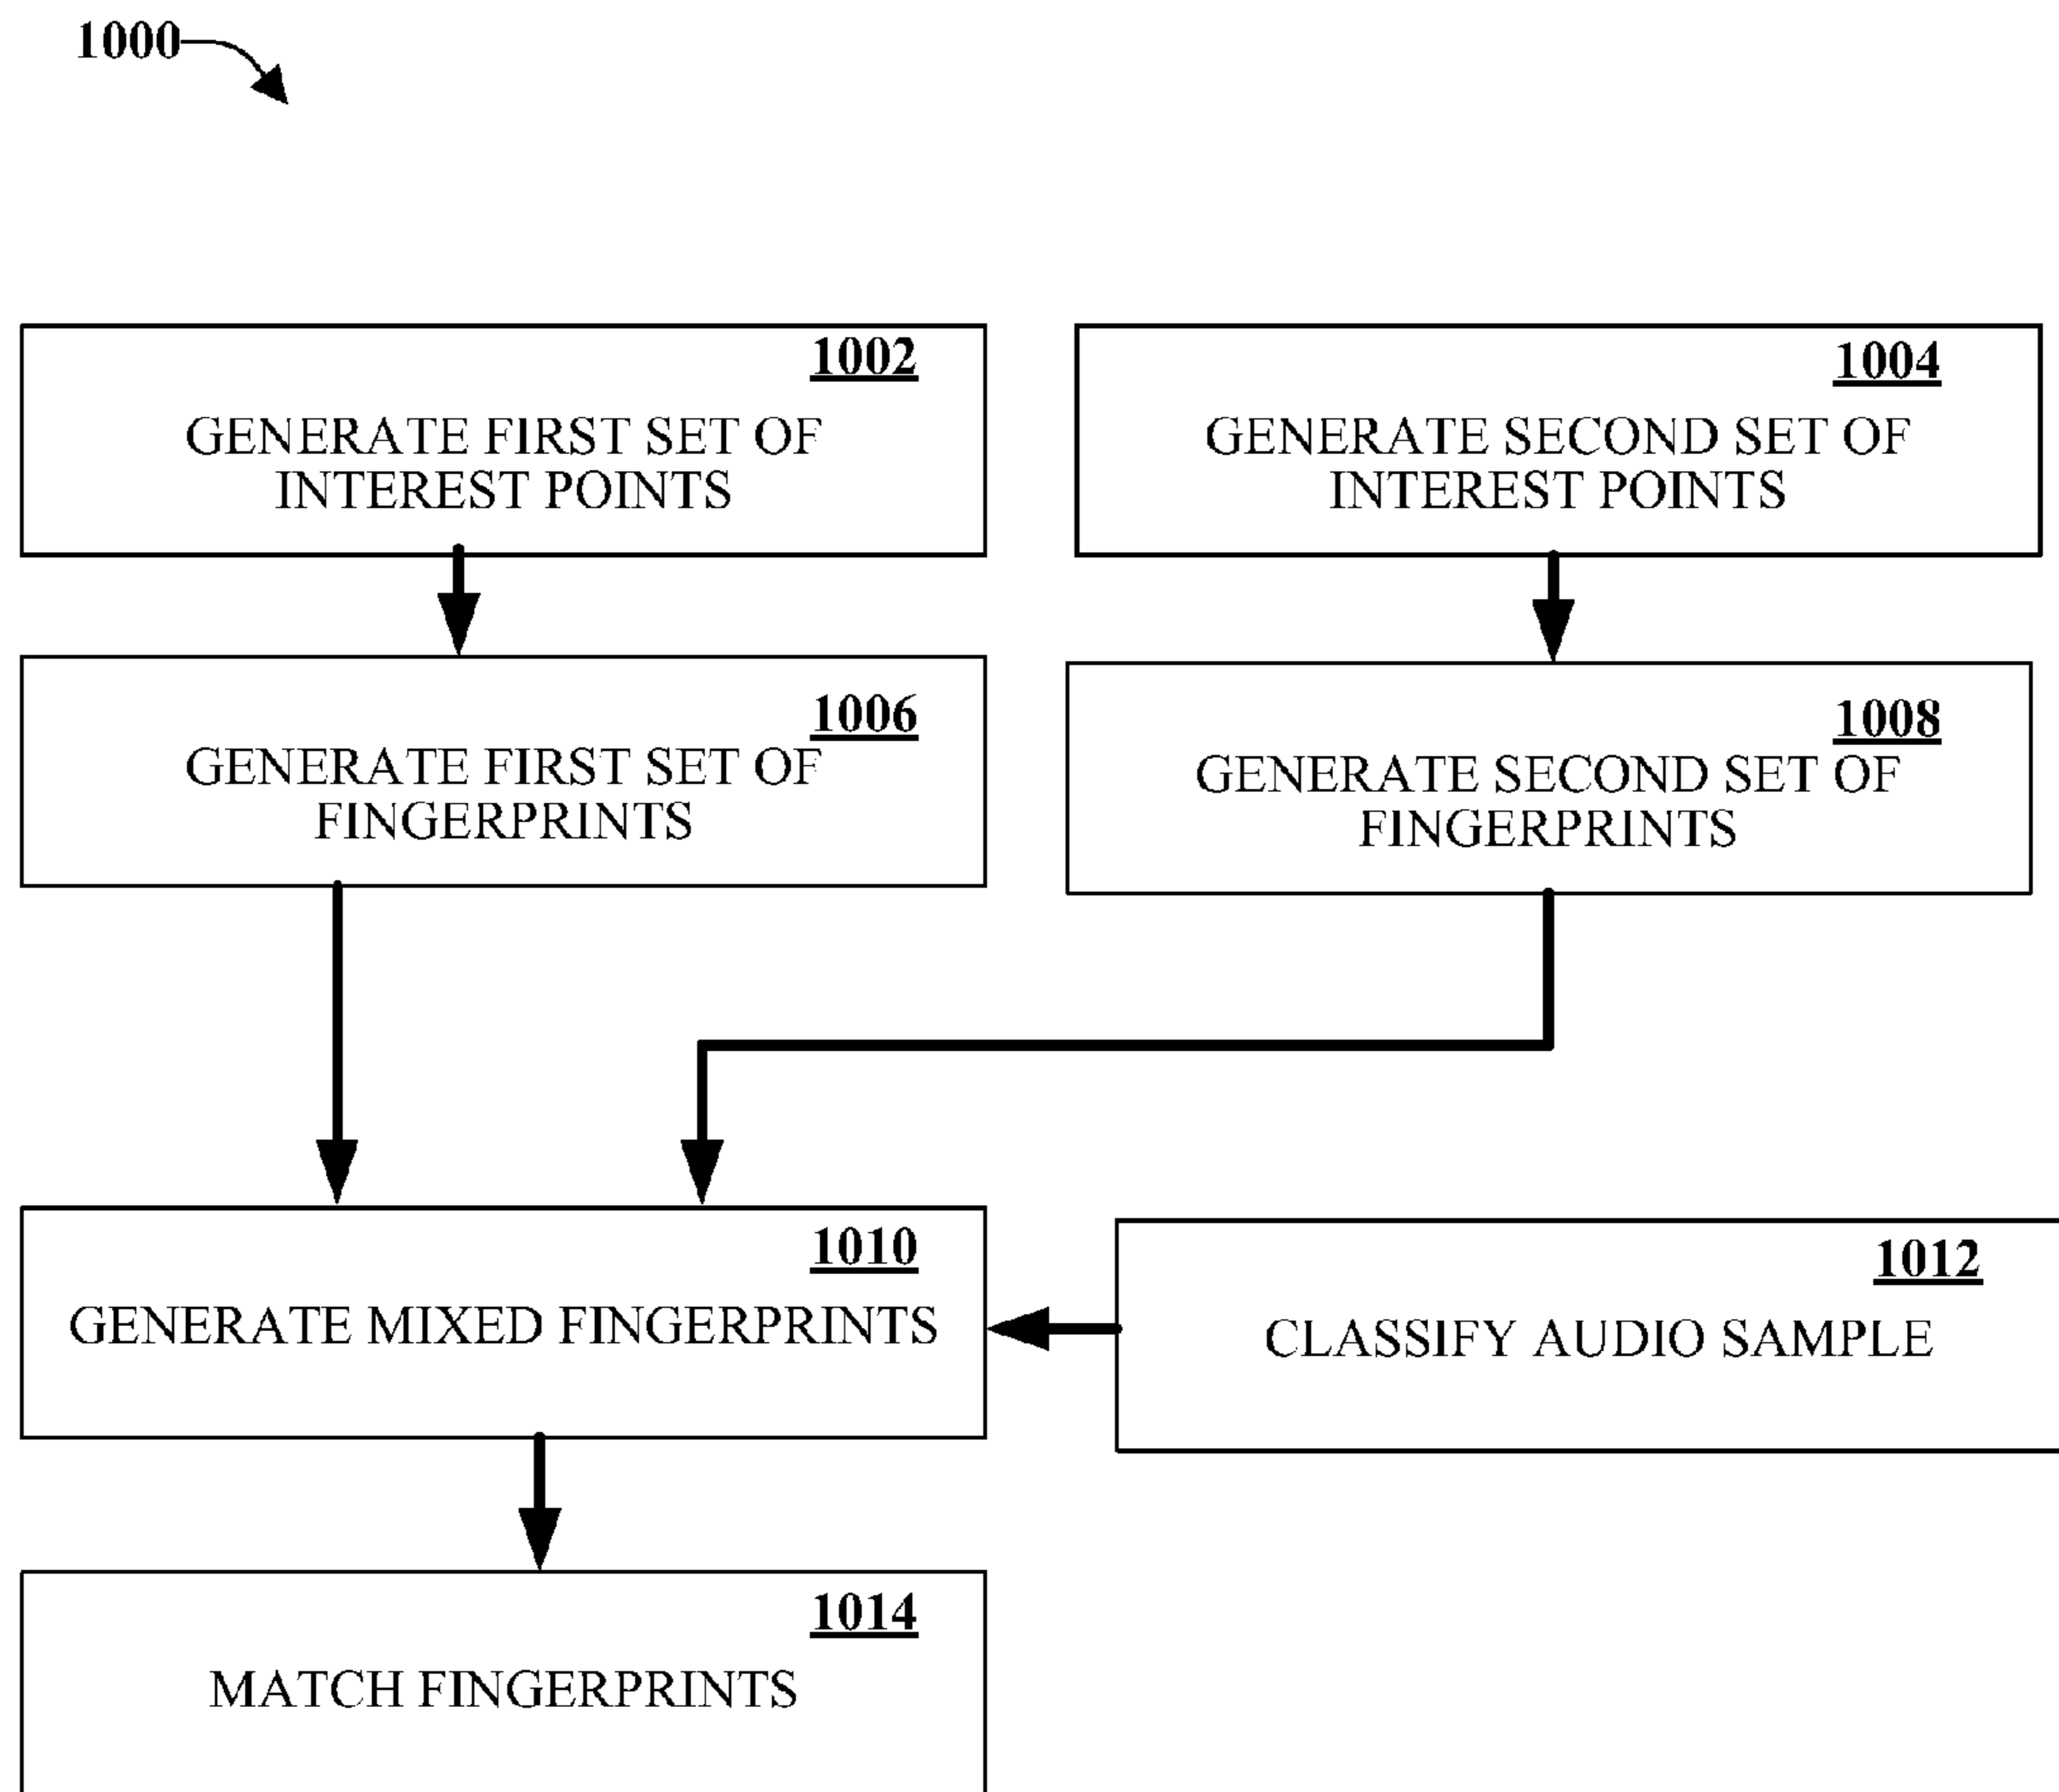 1000
1002
GENERATE FIRST SET OF
INTEREST POINTS
1004
GENERATE SECOND SET OF
INTEREST POINTS
1006
GENERATE FIRST SET OF
FINGERPRINTS
1008
GENERATE SECOND SET OF
FINGERPRINTS
1010
GENERATE MIXED FINGERPRINTS
1012
CLASSIFY AUDIO SAMPLE
1014
MATCH FINGERPRINTS